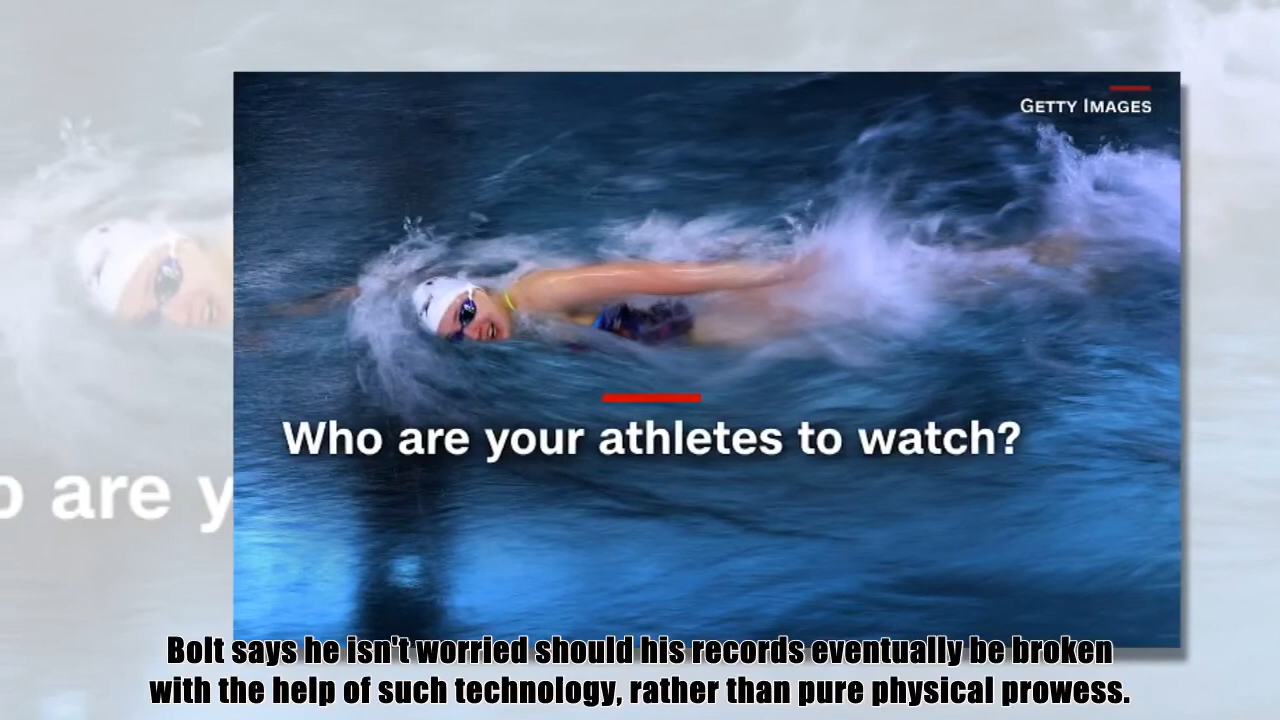 GETTY IMAGES
Who are your athletes to watch?
o are y
Bolt says he isn't worried should his records eventually be broken
with the help of such technology, rather than pure physical prowess.